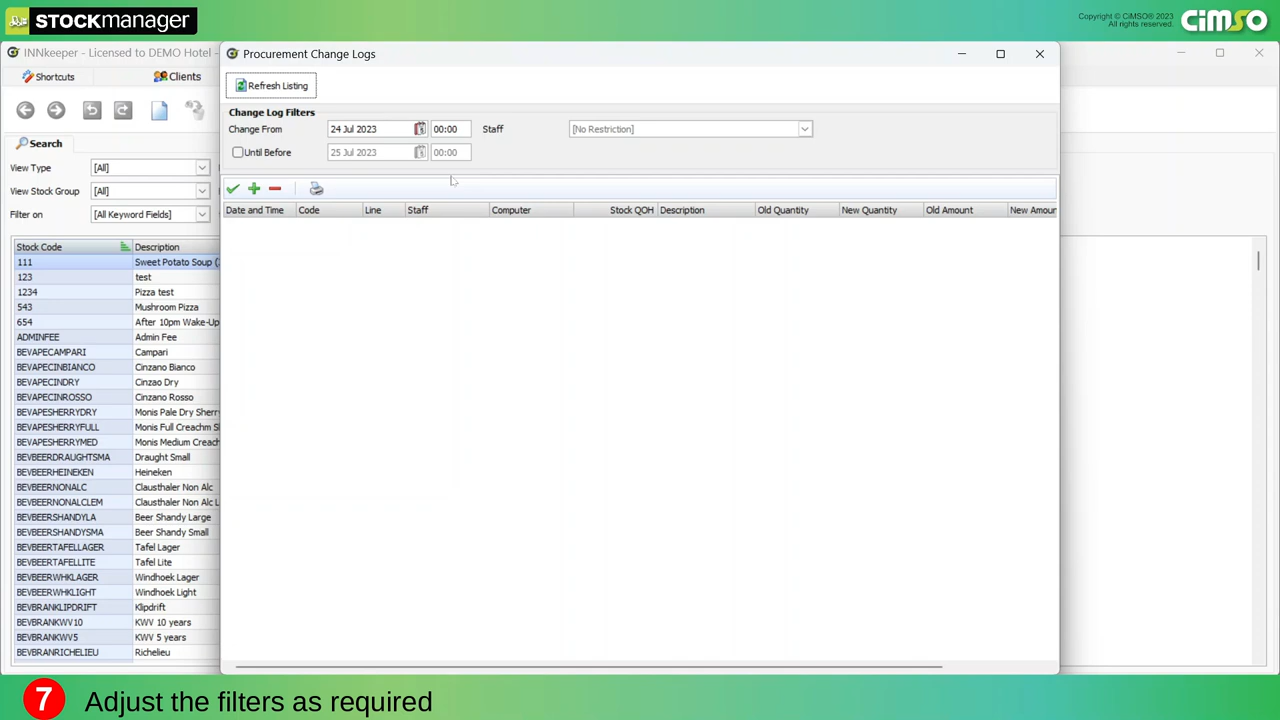 STOCKmanager
Copyright © CiMSO® 2023
All rights reserved.
CiMSO
INNkeeper - Licensed to DEMO Hotel -
Shortcuts
Clients
Search
View Type [All]
View Stock Group [All]
Filter on [All Keyword Fields]
Stock Code Description
111 Sweet Potato Soup (
123 test
1234 Pizza test
543 Mushroom Pizza
654 After 10pm Wake-Up
ADMINFEE Admin Fee
BEVAPECAMPARI Campari
BEVAPECINBIANCO Cinzano Bianco
BEVAPECINDRY Cinzao Dry
BEVAPECINROSSO Cinzano Rosso
BEVAPESHERRYDRY Monis Pale Dry Sherr
BEVAPESHERRYFULL Monis Full Creachm S
BEVAPESHERRYMED Monis Medium Creach
BEVBEERDRAUGHTSMA Draught Small
BEVBEERHEINEKEN Heineken
BEVBEERNONALC Clausthaler Non Alc
BEVBEERNONALCLEM Clausthaler Non Alc L
BEVBEERSHANDYLA Beer Shandy Large
BEVBEERSHANDYSMA Beer Shandy Small
BEVBEERTAFELLAGER Tafel Lager
BEVBEERTAFELLITE Tafel Lite
BEVBEERWHKLAGER Windhoek Lager
BEVBEERWHKLIGHT Windhoek Light
BEVBRANKLIPDRIFT Klipdrift
BEVBRANKWV10 KWV 10 years
BEVBRANKWV5 KWV 5 years
BEVBRANRICHELIEU Richelieu
Procurement Change Logs
Refresh Listing
Change Log Filters
Change From 24 Jul 2023 00:00 Staff [No Restriction]
Until Before 25 Jul 2023 00:00
Date and Time Code Line Staff Computer Stock QOH Description Old Quantity New Quantity Old Amount New Amour
7 Adjust the filters as required